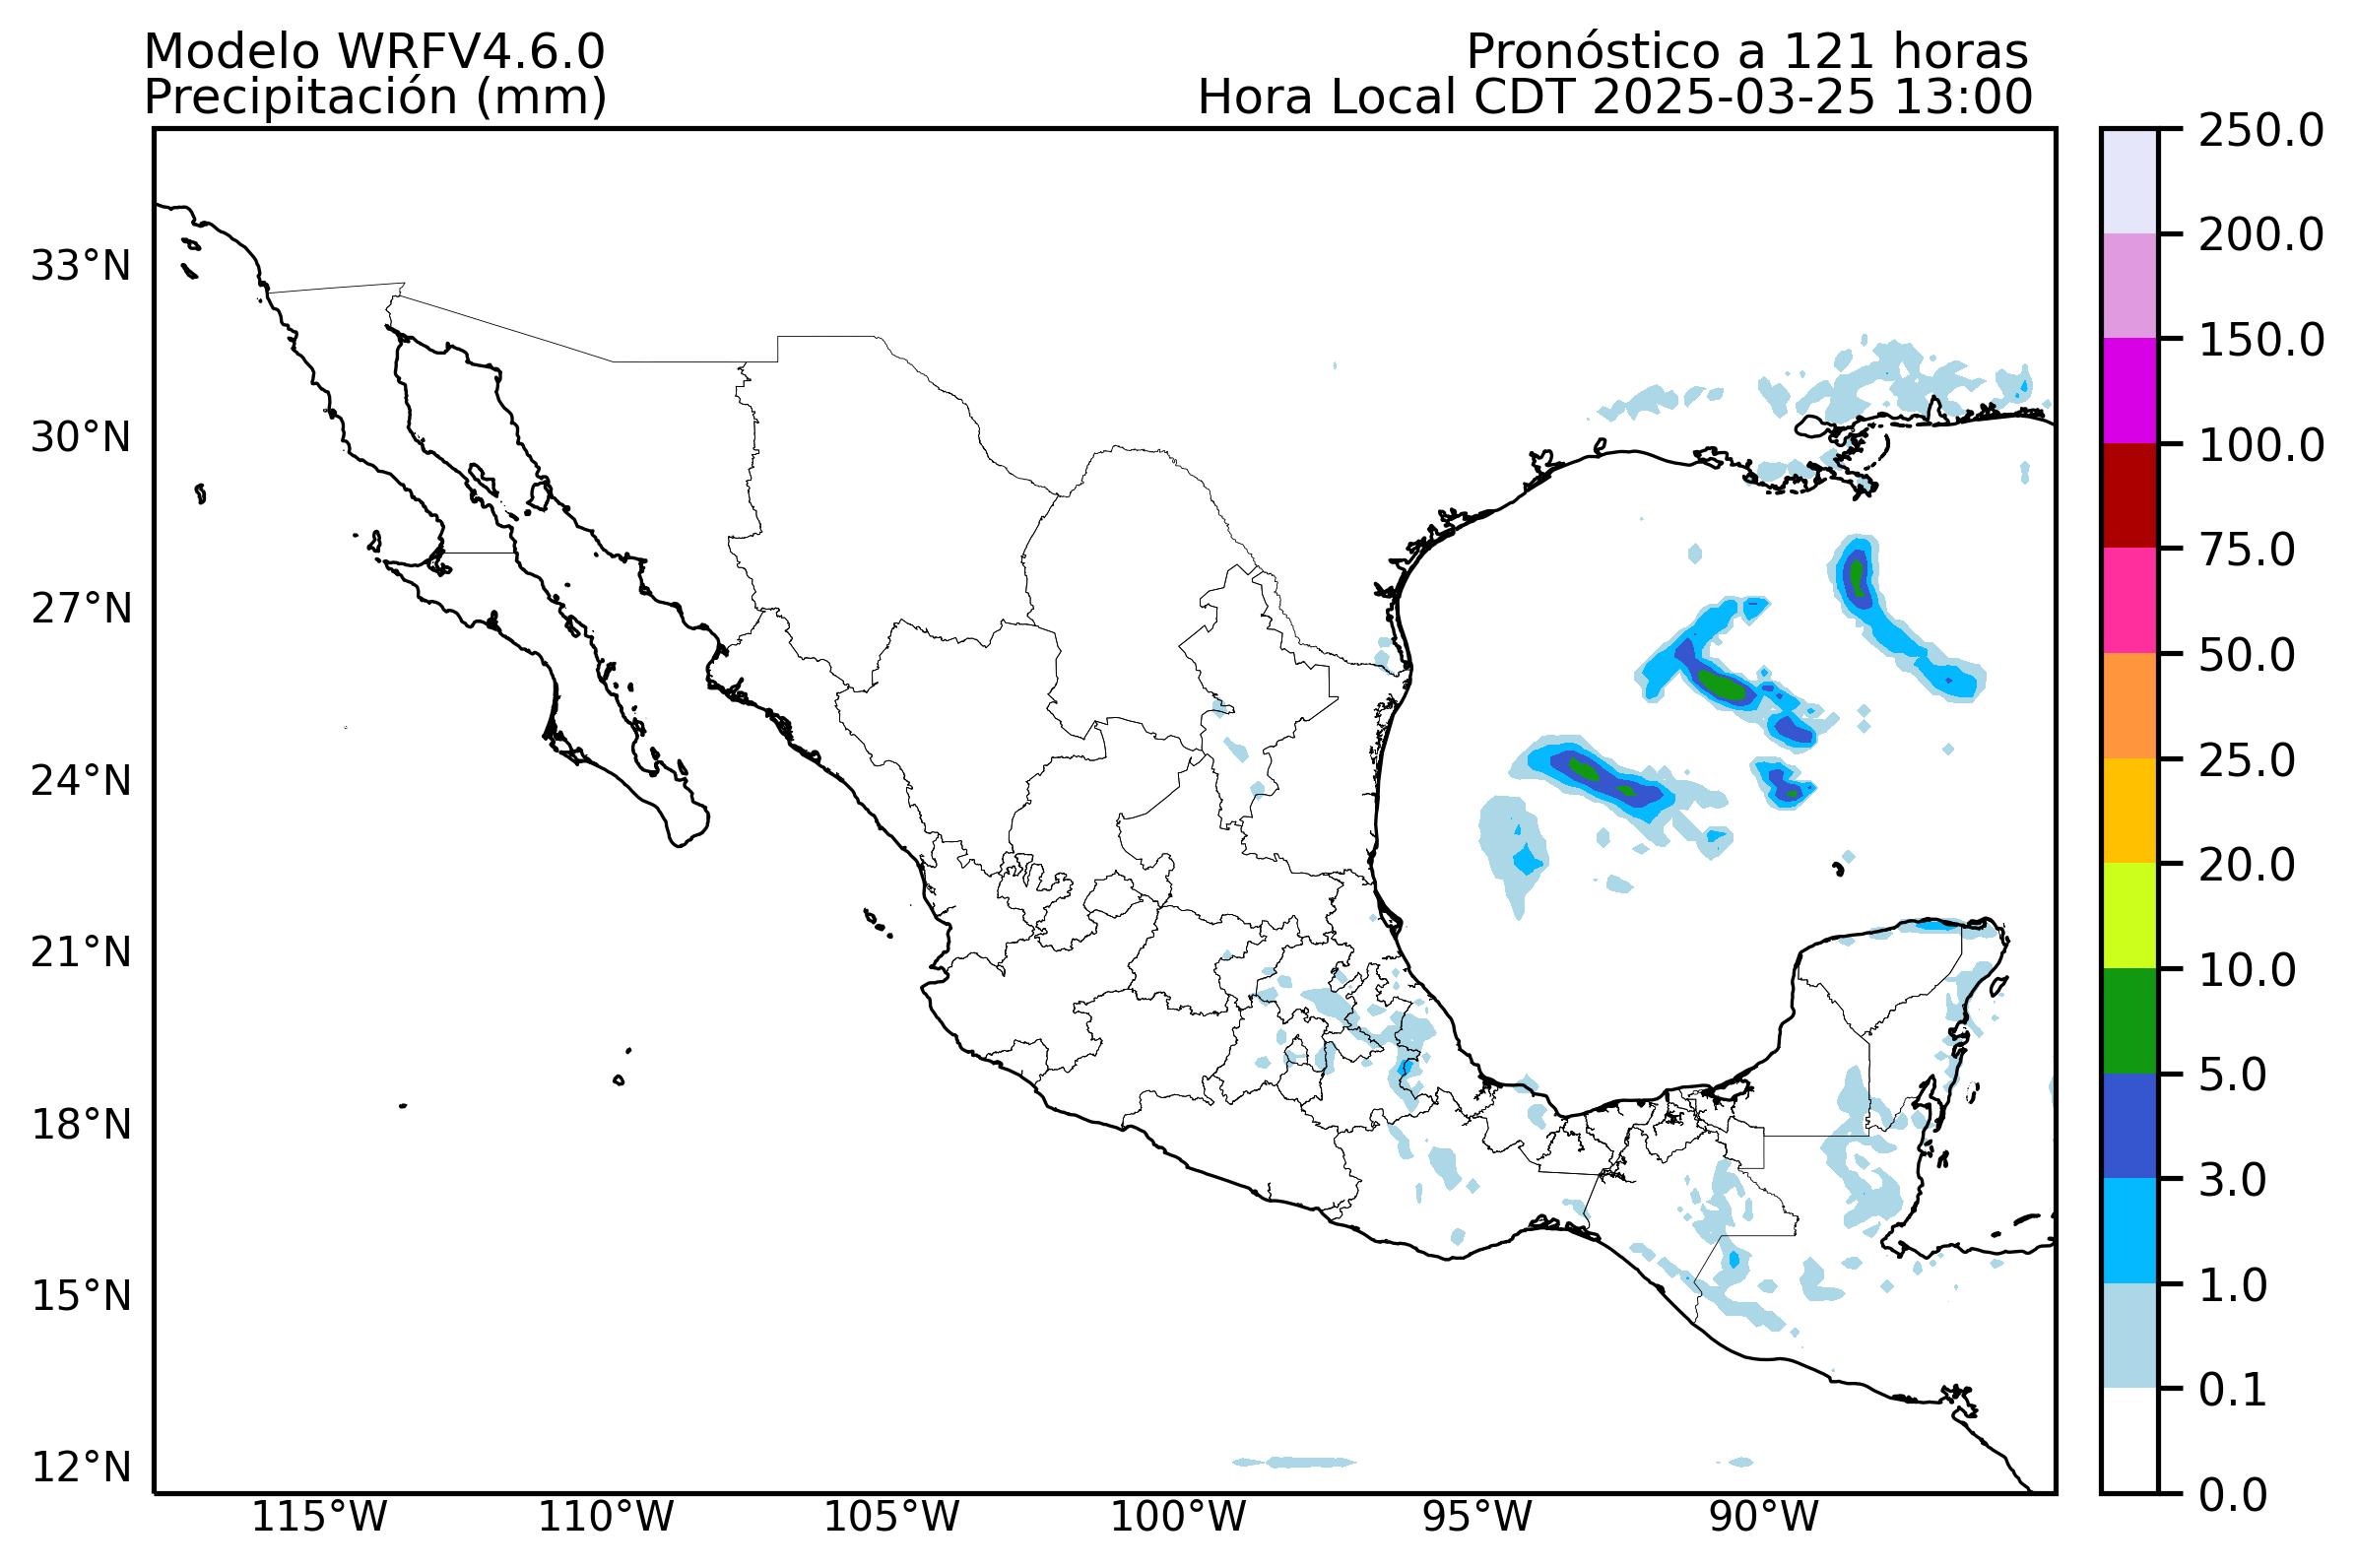 Modelo WRFV4.6.0
Precipitación (mm)
Pronóstico a 121 horas
Hora Local CDT 2025-03-25 13:00
33°N
30°N
27°N
24°N
21°N
18°N
15°N
12°N
115°W
110°W
105°W
100°W
95°W
90°W
250.0
200.0
150.0
100.0
75.0
50.0
25.0
20.0
10.0
5.0
3.0
1.0
0.1
0.0